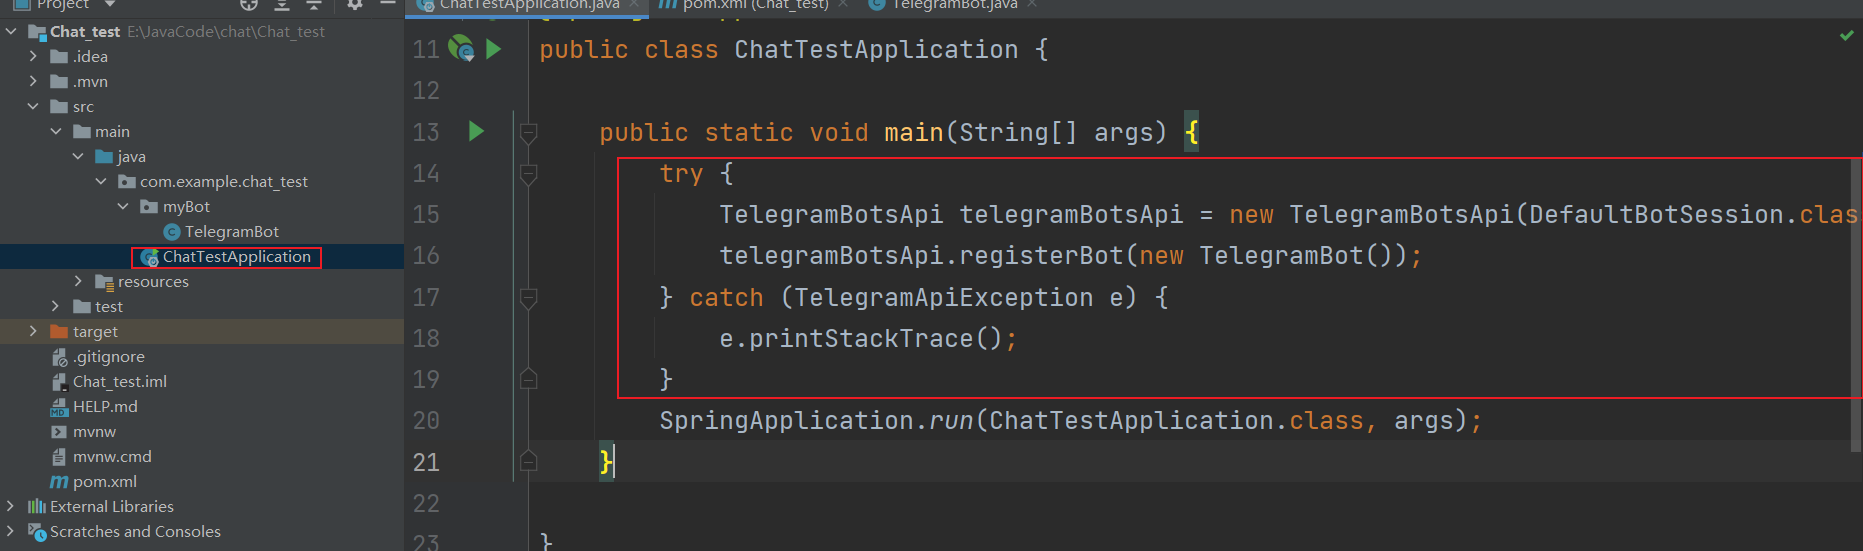 Project
ChatTestApplication.java
pom.xml (Chat_test)
TelegramBot.java
Chat_test E:\JavaCode\chat\Chat_test
.idea
.mvn
src
main
java
com.example.chat_test
myBot
TelegramBot
ChatTestApplication
resources
test
target
.gitignore
Chat_test.iml
HELP.md
mvnw
mvnw.cmd
pom.xml
External Libraries
Scratches and Consoles
11 public class ChatTestApplication {
12
13 public static void main(String[] args) {
14 try {
15 TelegramBotsApi telegramBotsApi = new TelegramBotsApi(DefaultBotSession.clas
16 telegramBotsApi.registerBot(new TelegramBot());
17 } catch (TelegramApiException e) {
18 e.printStackTrace();
19 }
20 SpringApplication.run(ChatTestApplication.class, args);
21 }
22
23 }